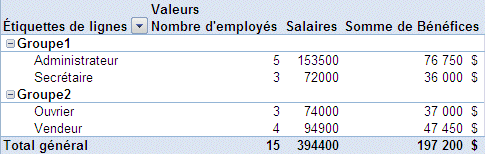 Valeurs
Étiquettes de lignes Nombre d'employés Salaires Somme de Bénéfices
Groupe1
Administrateur 5 153500 76 750 $
Secrétaire 3 72000 36 000 $
Groupe2
Ouvrier 3 74000 37 000 $
Vendeur 4 94900 47 450 $
Total général 15 394400 197 200 $